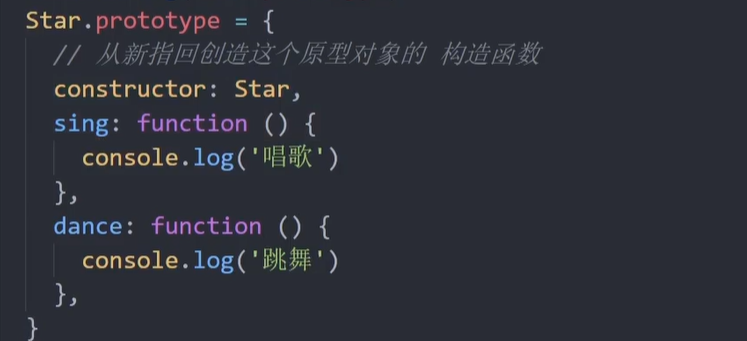 Star.prototype = {
// 从新指回创造这个原型对象的 构造函数
constructor: Star,
sing: function () {
console.log('唱歌')
},
dance: function () {
console.log('跳舞')
},
}